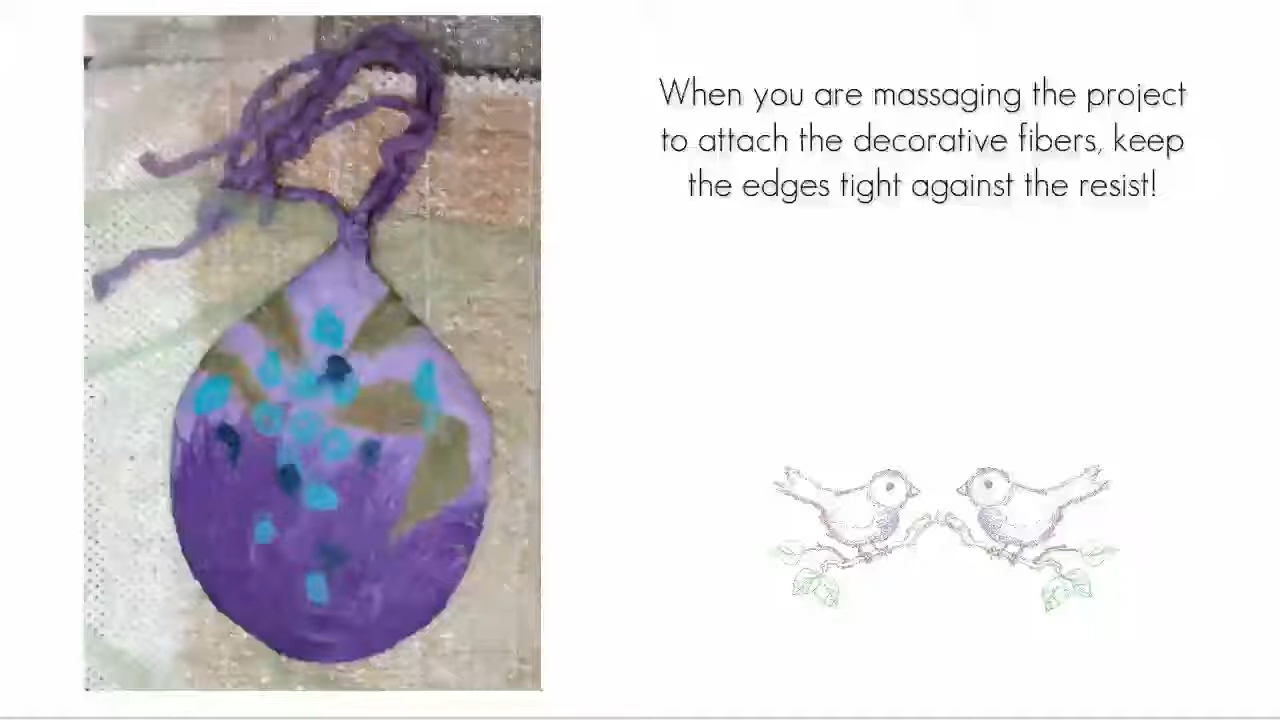 When you are massaging the project
to attach the decorative fibers, keep
the edges tight against the resist!